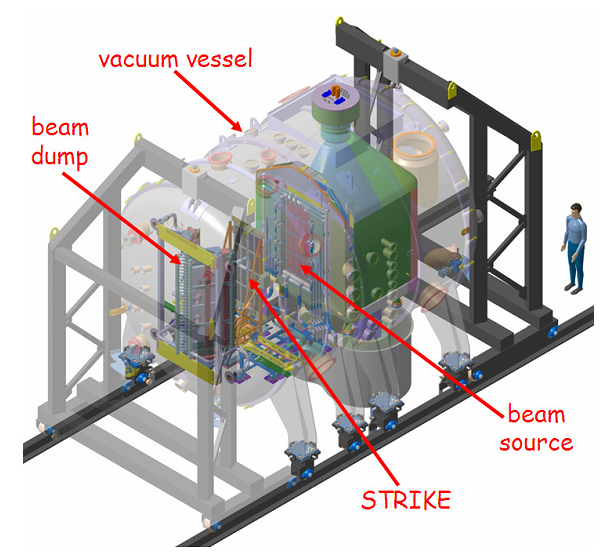 vacuum vessel
beam
dump
beam
source
STRIKE